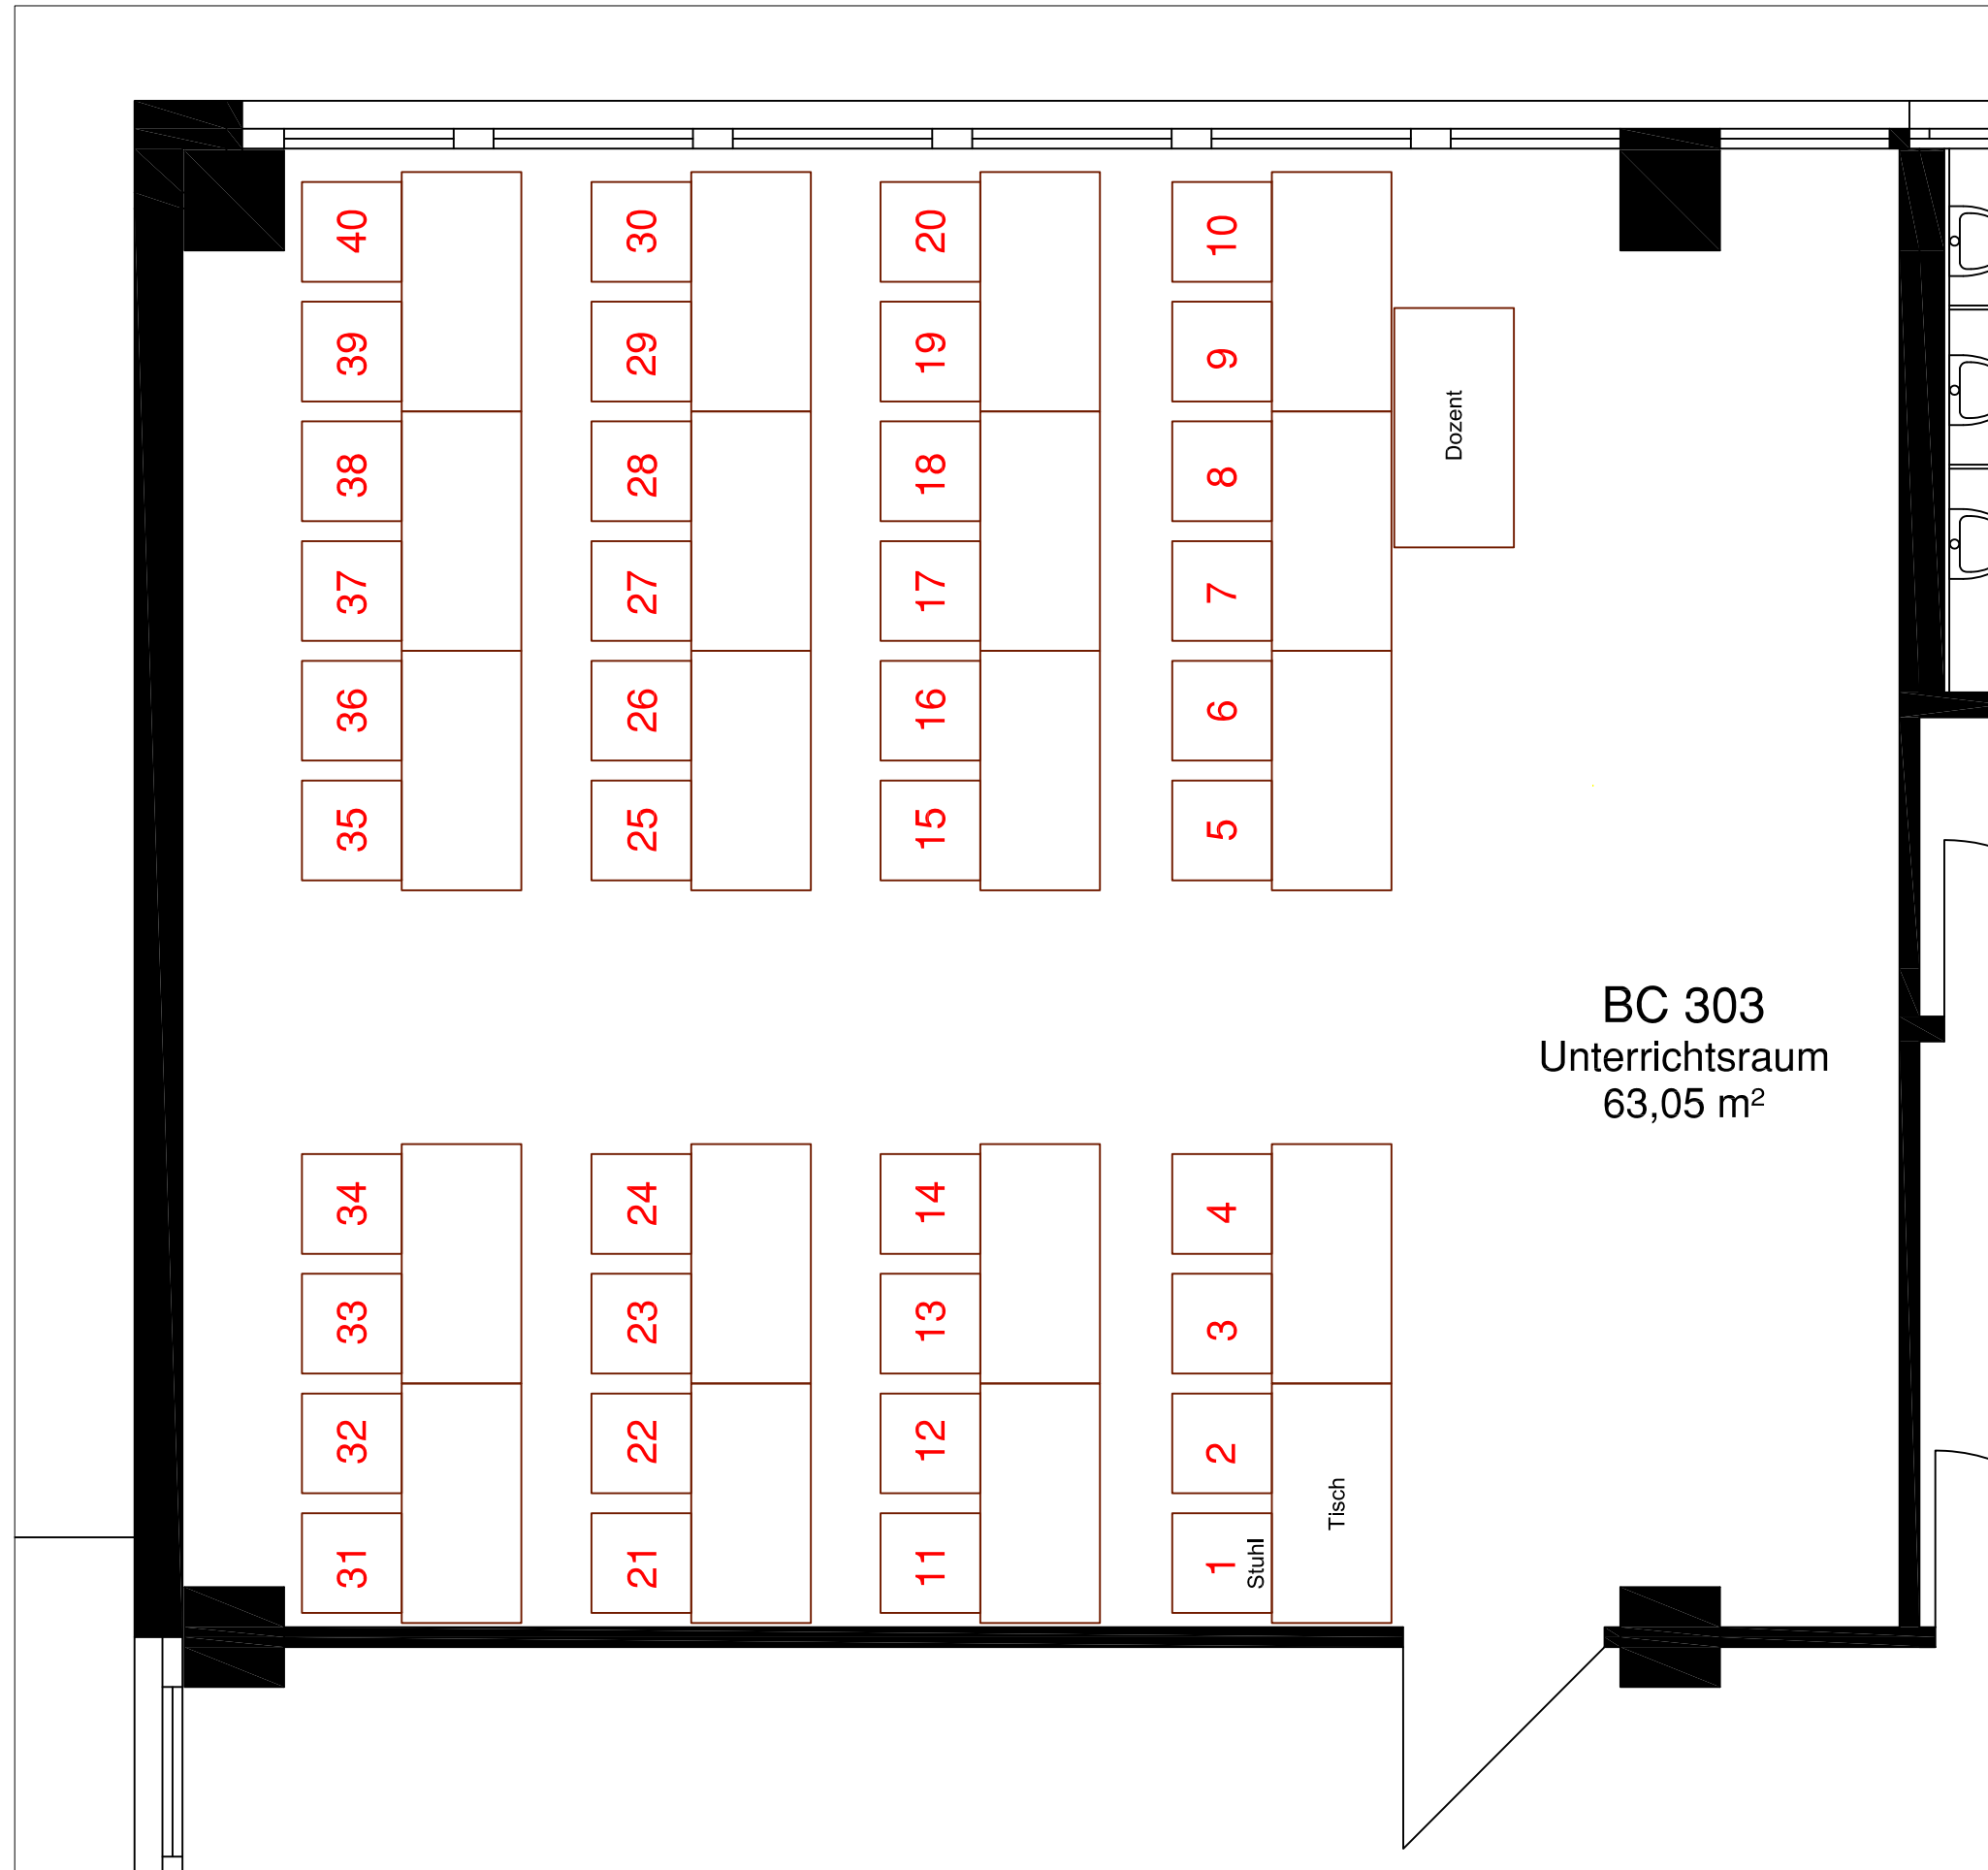 40 30 20 10
39 29 19 9
Dozent
38 28 18 8
37 27 17 7
36 26 16 6
35 25 15 5
BC 303
Unterrichtsraum
63,05 m²
34 24 14 4
33 23 13 3
32 22 12 2
Tisch
31 21 11 1
Stuhl